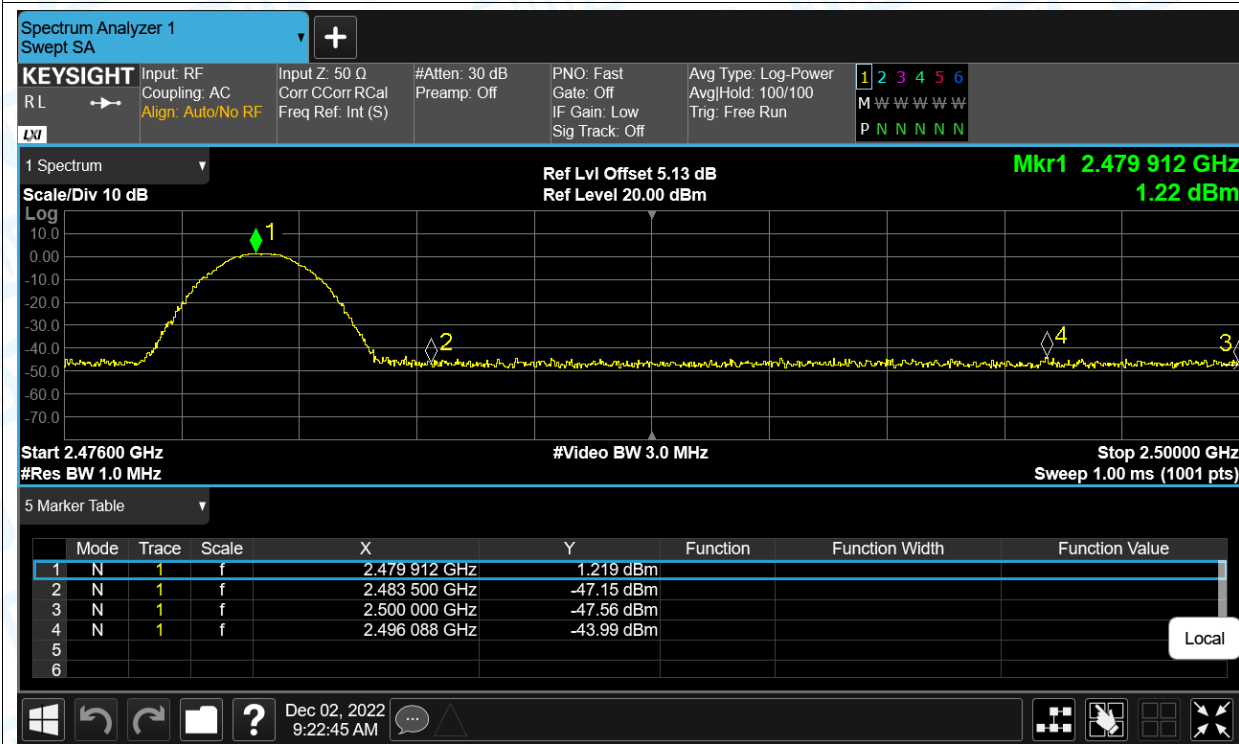 Spectrum Analyzer 1
Swept SA
+
KEYSIGHT Input: RF Input Z: 50 Ω #Atten: 30 dB PNO: Fast Avg Type: Log-Power 1 2 3 4 5 6
R L Coupling: AC Corr CCorr RCal Preamp: Off Gate: Off Avg|Hold: 100/100 M W W W W W W
Align: Auto/No RF Freq Ref: Int (S) IF Gain: Low Trig: Free Run
LXI Sig Track: Off P N N N N N N
1 Spectrum Ref Lvl Offset 5.13 dB Mkr1 2.479 912 GHz
Scale/Div 10 dB Ref Level 20.00 dBm 1.22 dBm
Log
10.0 1
0.00
-10.0
-20.0
-30.0
-40.0 2 4 3
-50.0
-60.0
-70.0
Start 2.47600 GHz #Video BW 3.0 MHz Stop 2.50000 GHz
#Res BW 1.0 MHz Sweep 1.00 ms (1001 pts)
5 Marker Table
Mode Trace Scale X Y Function Function Width Function Value
1 N 1 f 2.479 912 GHz 1.219 dBm
2 N 1 f 2.483 500 GHz -47.15 dBm
3 N 1 f 2.500 000 GHz -47.56 dBm
4 N 1 f 2.496 088 GHz -43.99 dBm
5
6
Local
? Dec 02, 2022
9:22:45 AM